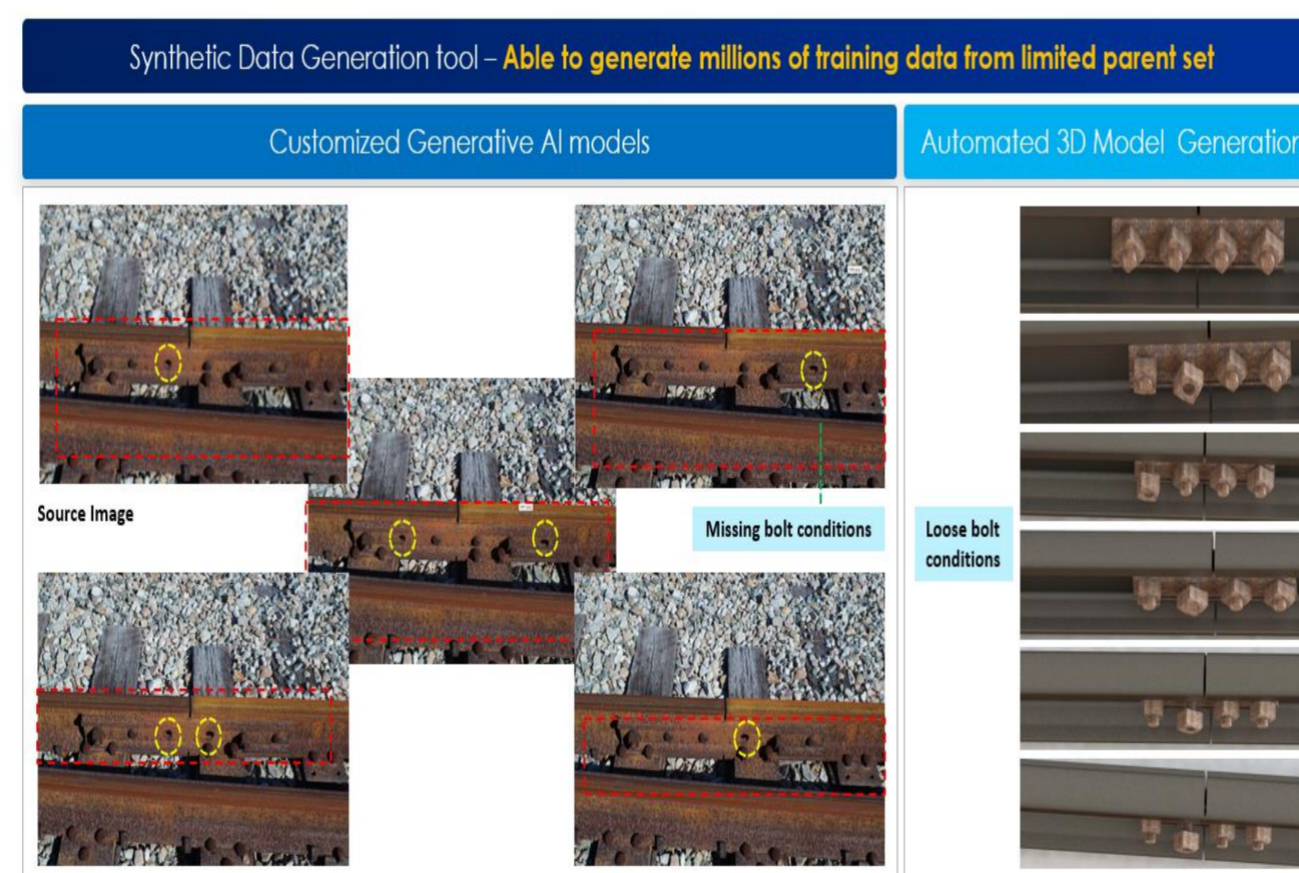 Synthetic Data Generation tool – Able to generate millions of training data from limited parent set
Customized Generative AI models
Automated 3D Model Generation
Source Image
Missing bolt conditions
Loose bolt
conditions